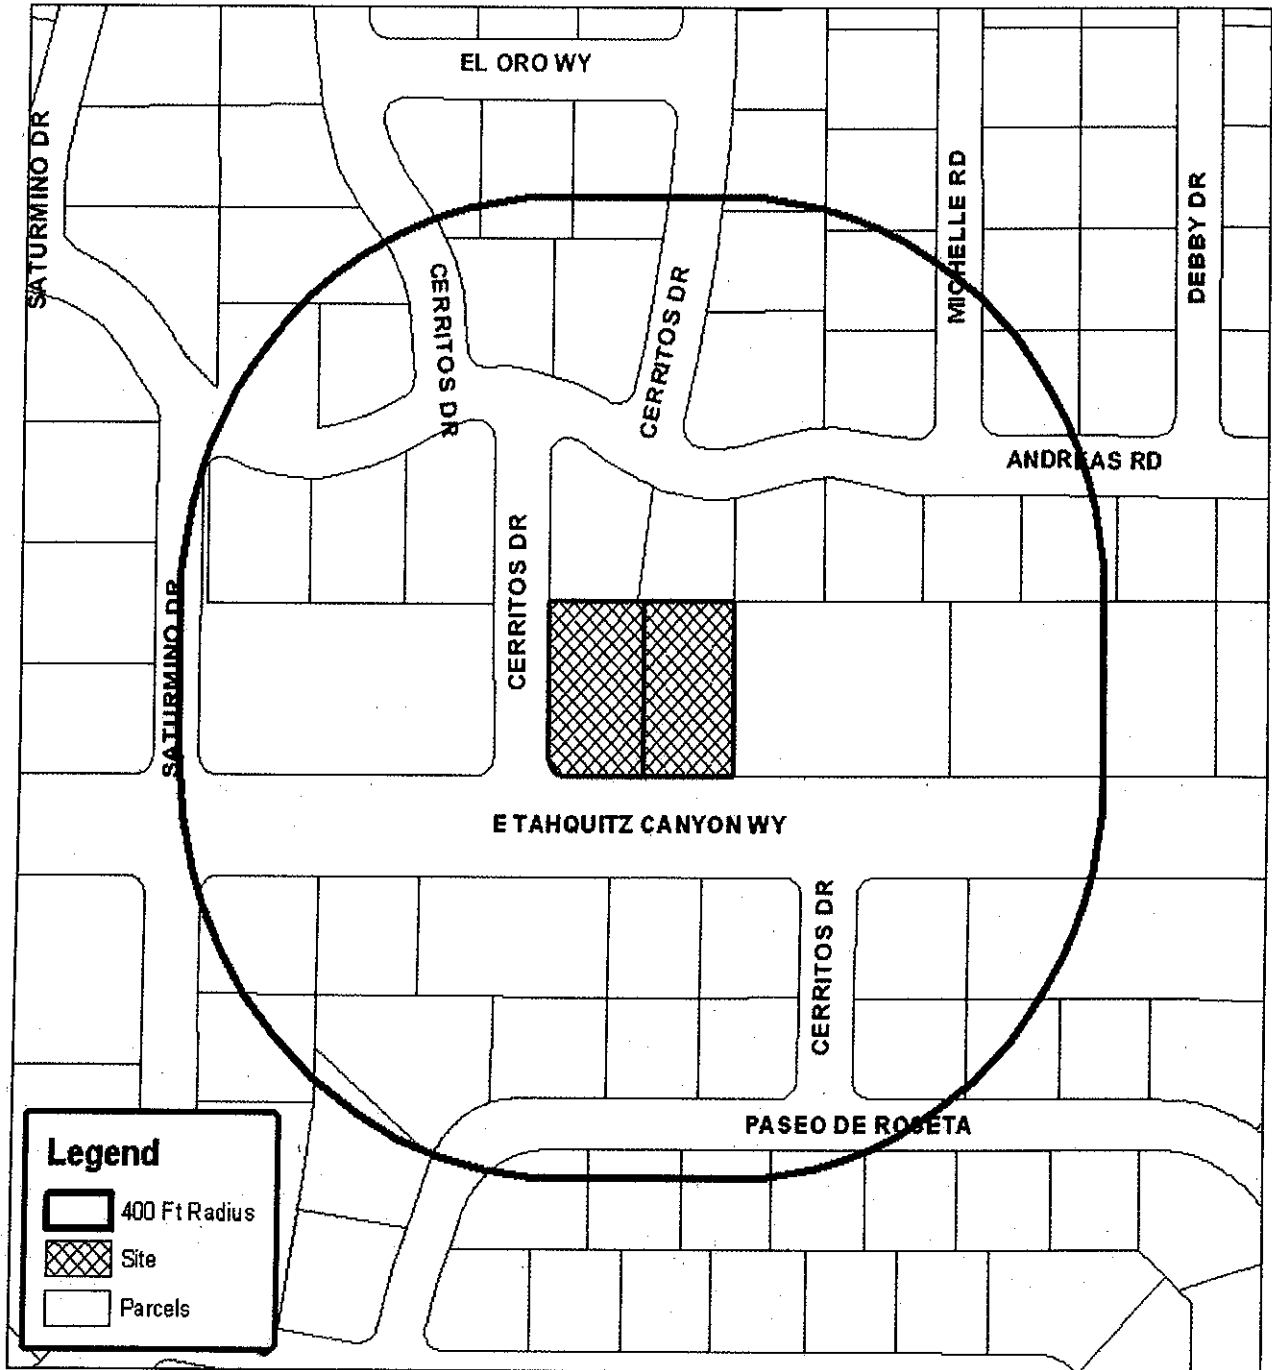 EL ORO WY
SATURMINO DR
MICHELLE RD
DEBBY DR
CERRITOS DR
CERRITOS DR
ANDREAS RD
CERRITOS DR
SATURMINO DR
E TAHQUITZ CANYON WY
CERRITOS DR
PASEO DE ROSETA
Legend
400 Ft Radius
Site
Parcels